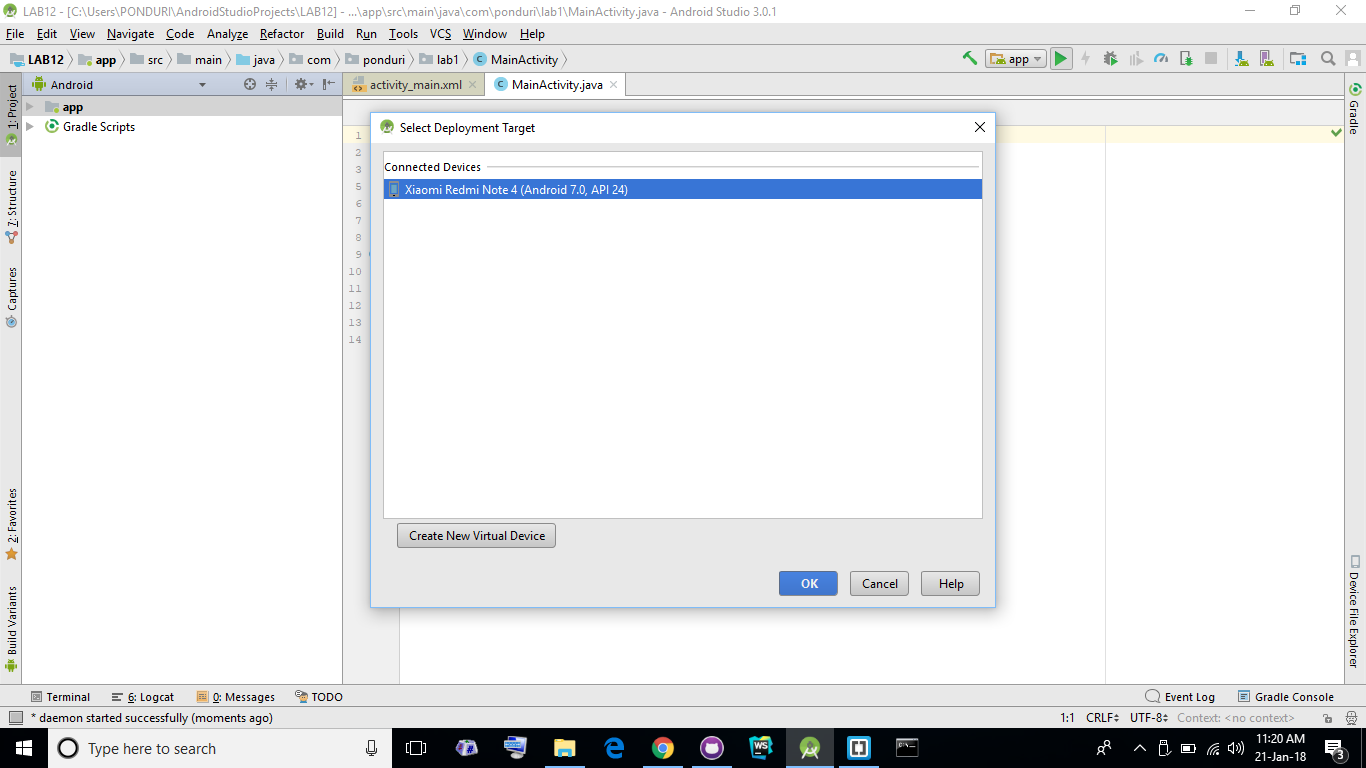 LAB12 - [C:\Users\PONDURI\AndroidStudioProjects\LAB12] - ...\app\src\main\java\com\ponduri\lab1\MainActivity.java - Android Studio 3.0.1
File Edit View Navigate Code Analyze Refactor Build Run Tools VCS Window Help
LAB12 app src main java com ponduri lab1 MainActivity app
Android activity_main.xml MainActivity.java
1: Project
7: Structure
Captures
2: Favorites
Build Variants
app
Gradle Scripts
1
2
3
5
6
7
8
9
10
11
12
13
14
Select Deployment Target
Connected Devices
Xiaomi Redmi Note 4 (Android 7.0, API 24)
Create New Virtual Device
OK Cancel Help
Gradle
Device File Explorer
Terminal 6: Logcat 0: Messages TODO Event Log Gradle Console
* daemon started successfully (moments ago) 1:1 CRLF UTF-8 Context: <no context>
Type here to search
WS
11:20 AM
21-Jan-18
3